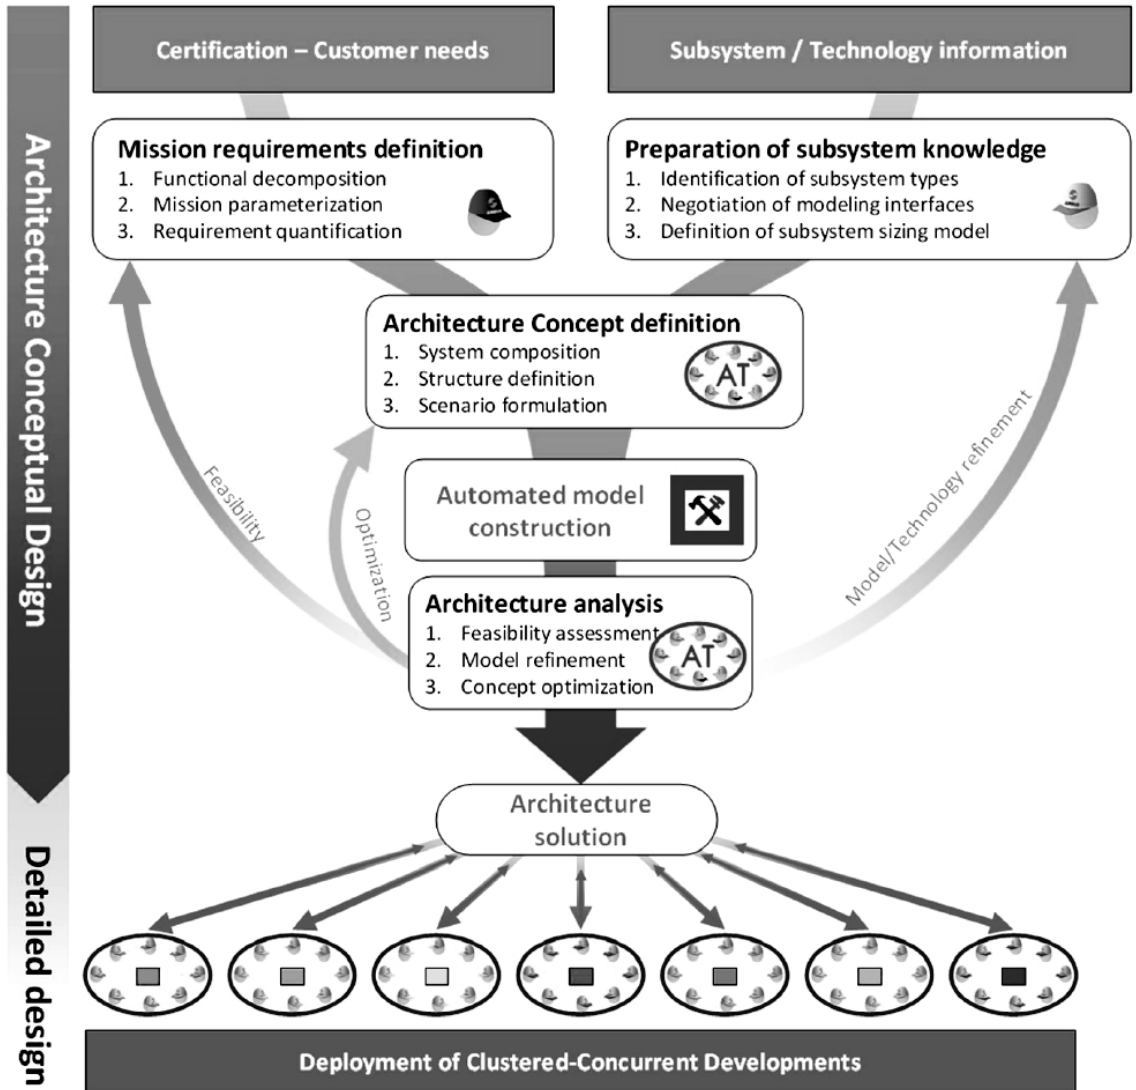 Certification – Customer needs
Subsystem / Technology information
Architecture Conceptual Design
Mission requirements definition
1. Functional decomposition
2. Mission parameterization
3. Requirement quantification
Preparation of subsystem knowledge
1. Identification of subsystem types
2. Negotiation of modeling interfaces
3. Definition of subsystem sizing model
Architecture Concept definition
1. System composition
2. Structure definition
3. Scenario formulation
AT
Feasibility
Optimization
Model/Technology refinement
Automated model
construction
Architecture analysis
1. Feasibility assessment
2. Model refinement
3. Concept optimization
AT
Architecture
solution
Detailed design
Deployment of Clustered-Concurrent Developments